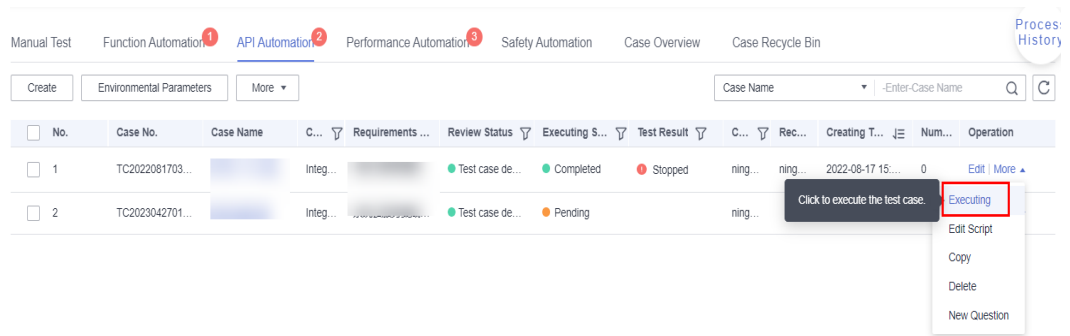 Process History
Manual Test Function Automation 1 API Automation 2 Performance Automation 3 Safety Automation Case Overview Case Recycle Bin
Create Environmental Parameters More Case Name -Enter-Case Name
No. Case No. Case Name C... Requirements ... Review Status Executing S... Test Result C... Rec... Creating T... Num... Operation
1 TC2022081703... Integ... Test case de... Completed Stopped ning... ning... 2022-08-17 15:... 0 Edit | More
Click to execute the test case. Executing
2 TC2023042701... Integ... Test case de... Pending ning...
Edit Script
Copy
Delete
New Question